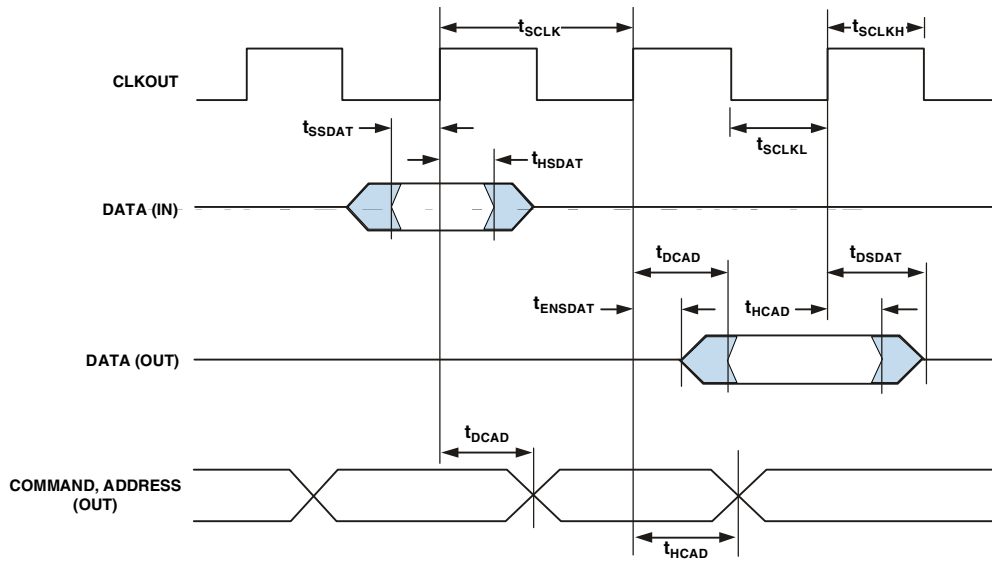 tSCLK
tSCLKH
CLKOUT
tSSDAT
tSCLKL
tHSDAT
DATA (IN)
tDCAD
tDSDAT
tENSDAT
tHCAD
DATA (OUT)
tDCAD
COMMAND, ADDRESS
(OUT)
tHCAD